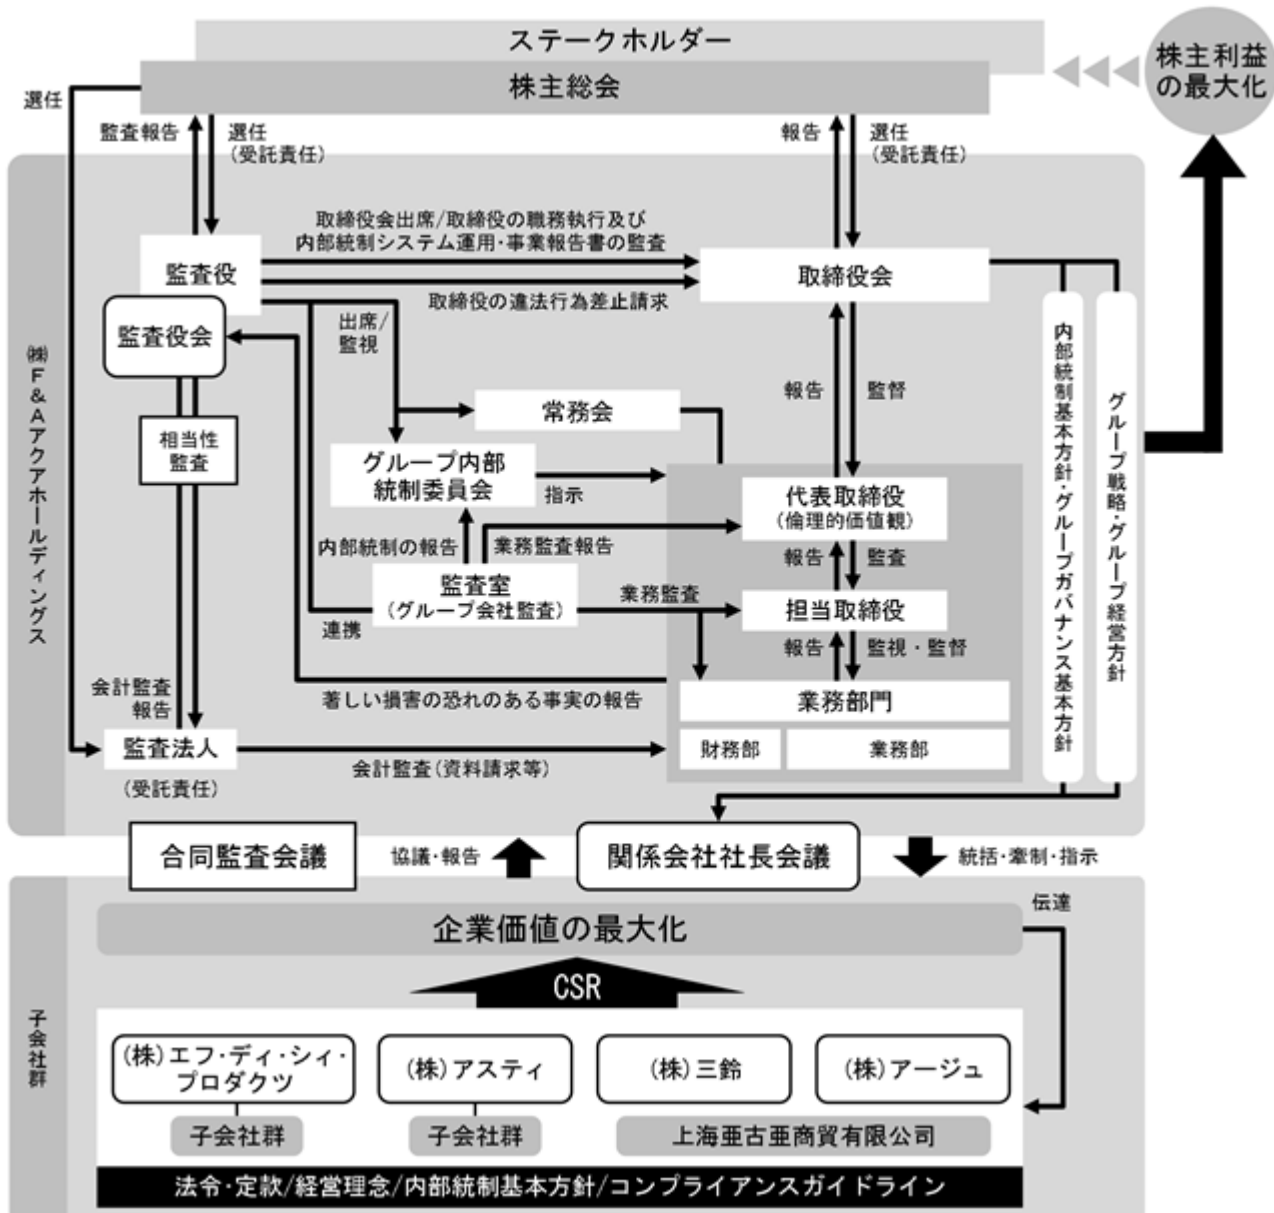 ステークホルダー
株主総会
株主利益
の最大化
選任
監査報告
選任
(受託責任)
報告
選任
(受託責任)
㈱F&Aアクアホールディングス
取締役会出席/取締役の職務執行及び
内部統制システム運用・事業報告書の監査
監査役
取締役会
取締役の違法行為差止請求
監査役会
出席/
監視
内部統制基本方針・グループガバナンス基本方針
グループ戦略・グループ経営方針
報告
監督
常務会
相当性
監査
グループ内部
統制委員会
指示
代表取締役
(倫理的価値観)
内部統制の報告
業務監査報告
報告
監査
監査室
(グループ会社監査)
業務監査
担当取締役
連携
報告
監視・監督
会計監査
報告
著しい損害の恐れのある事実の報告
業務部門
監査法人
(受託責任)
会計監査(資料請求等)
財務部
業務部
合同監査会議
協議・報告
関係会社社長会議
統括・牽制・指示
子会社群
企業価値の最大化
伝達
CSR
(株)エフ・ディ・シィ・
プロダクツ
(株)アスティ
(株)三鈴
(株)アージュ
子会社群
子会社群
上海亜古亜商貿有限公司
法令・定款/経営理念/内部統制基本方針/コンプライアンスガイドライン